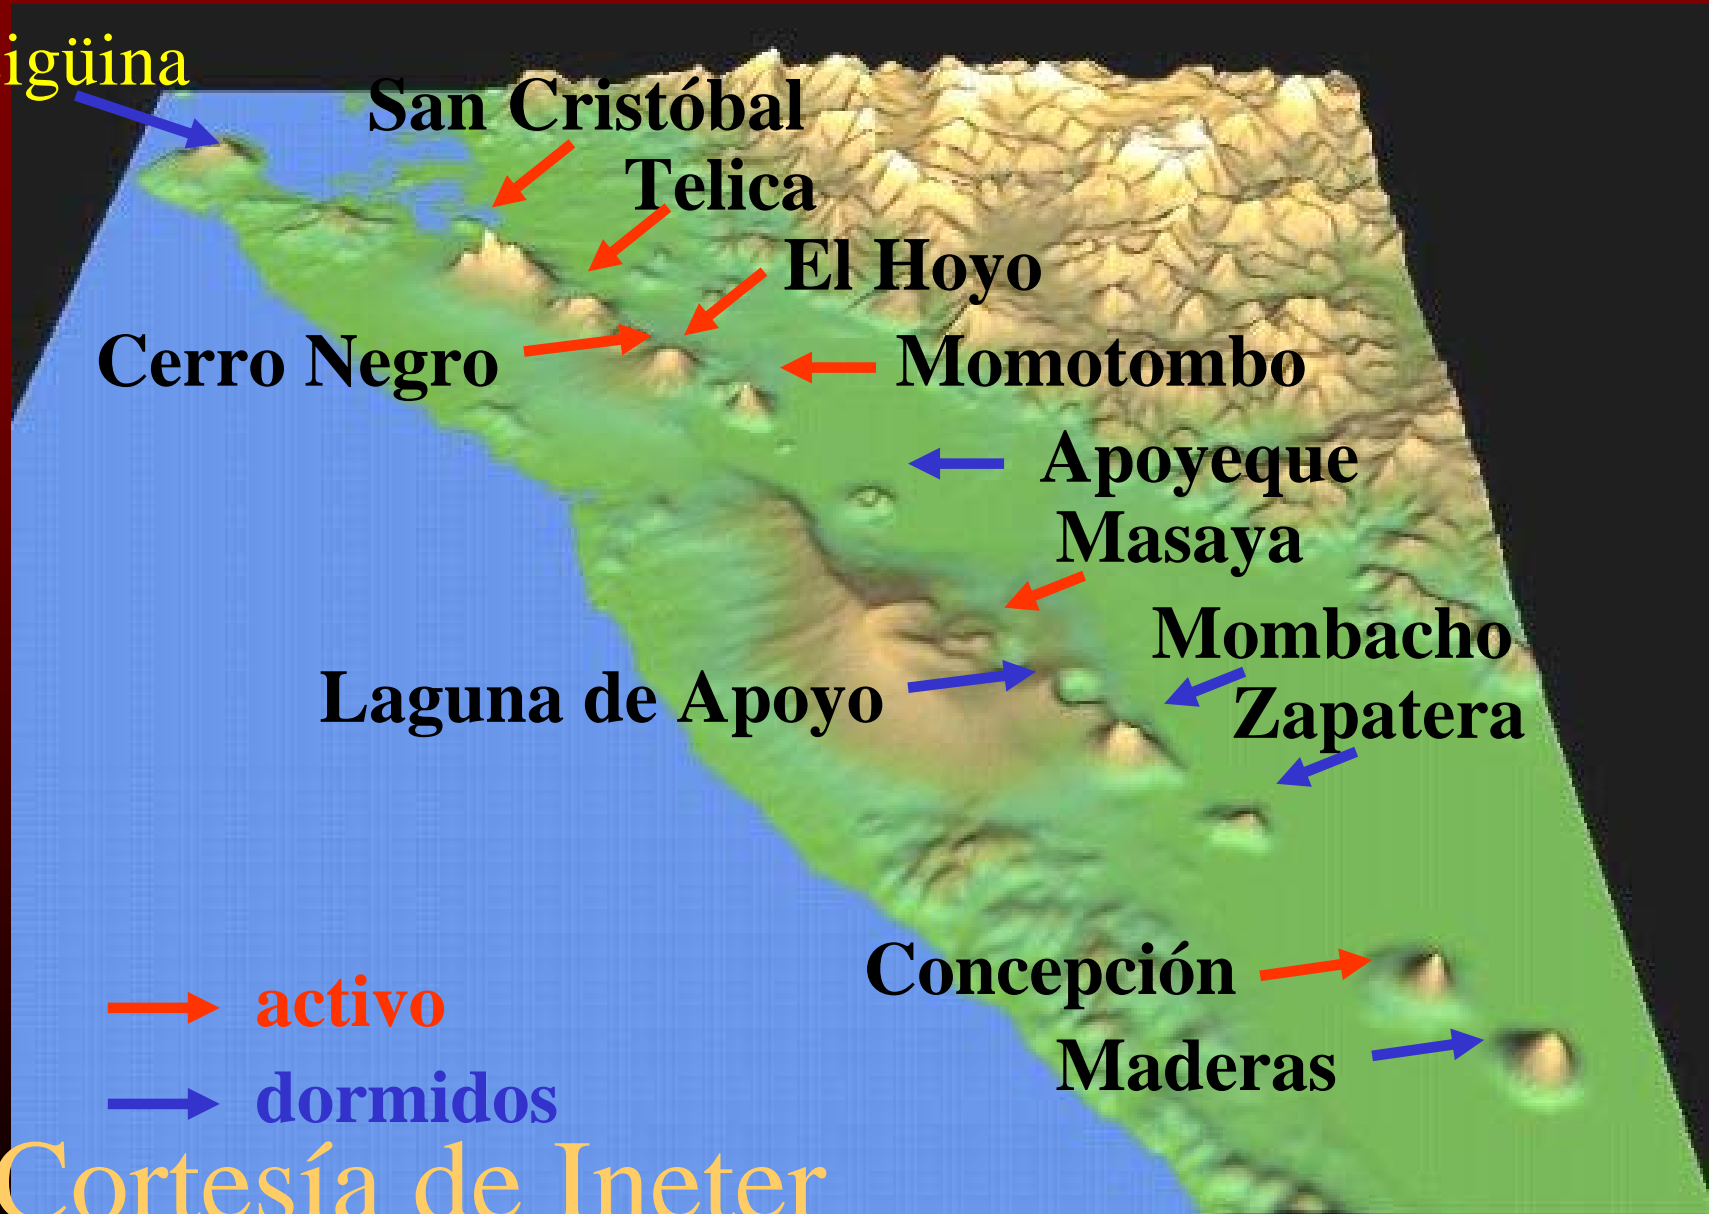 igüina
San Cristóbal
Telica
El Hoyo
Cerro Negro
Momotombo
Apoyeque
Masaya
Mombacho
Laguna de Apoyo
Zapatera
Concepción
activo
Maderas
dormidos
Cortesía de Ineter